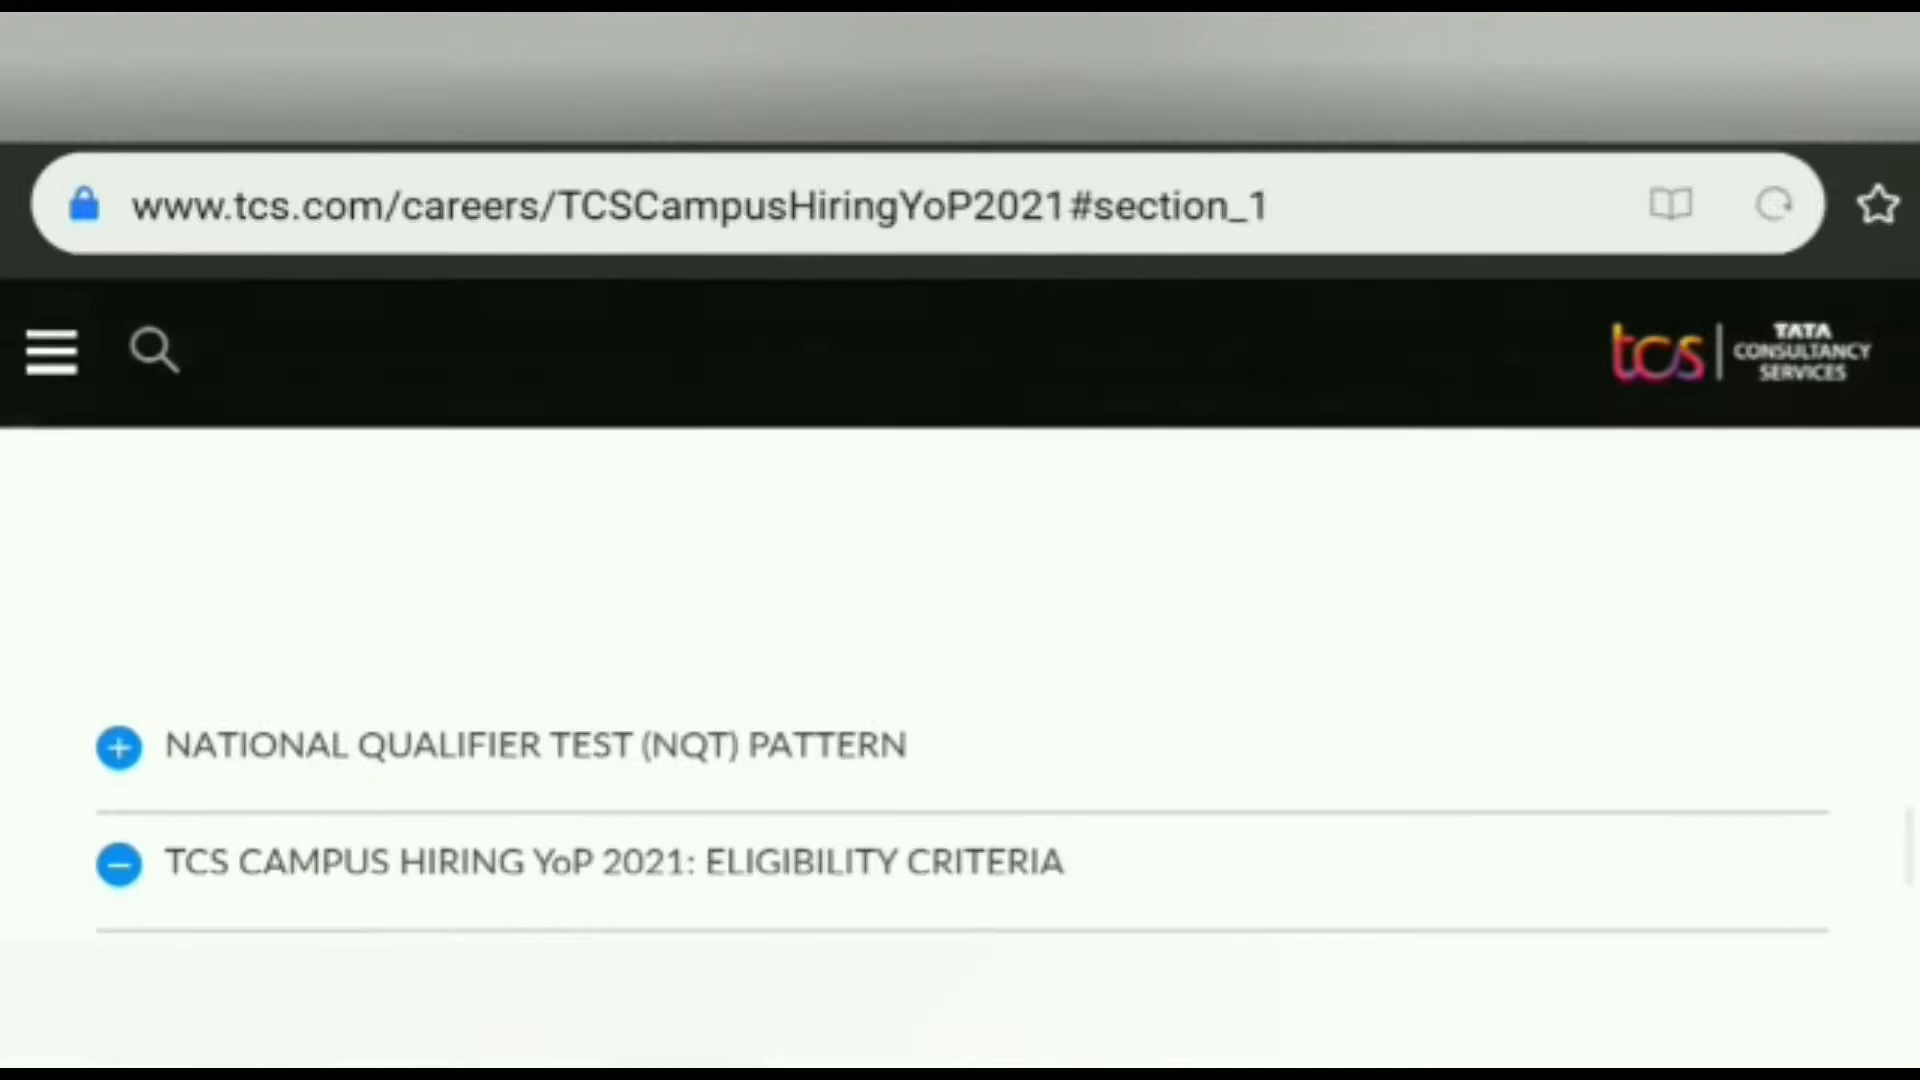 www.tcs.com/careers/TCSCampusHiringYoP2021#section_1
tcs
TATA
CONSULTANCY
SERVICES
NATIONAL QUALIFIER TEST (NQT) PATTERN
TCS CAMPUS HIRING YoP 2021: ELIGIBILITY CRITERIA